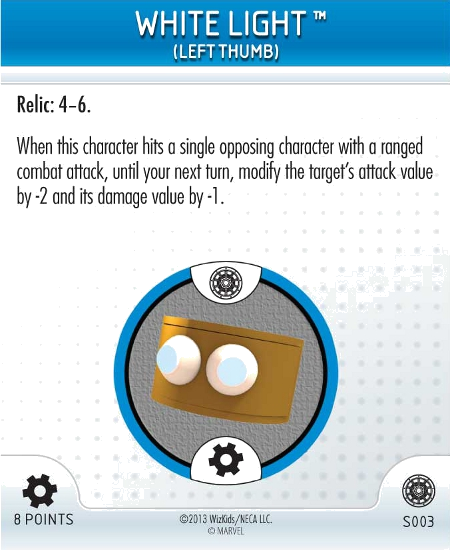 WHITE LIGHT™
(LEFT THUMB)
Relic: 4–6.
When this character hits a single opposing character with a ranged
combat attack, until your next turn, modify the target's attack value
by -2 and its damage value by -1.
8 POINTS
©2013 WizKids/NECA LLC.
© MARVEL
S003